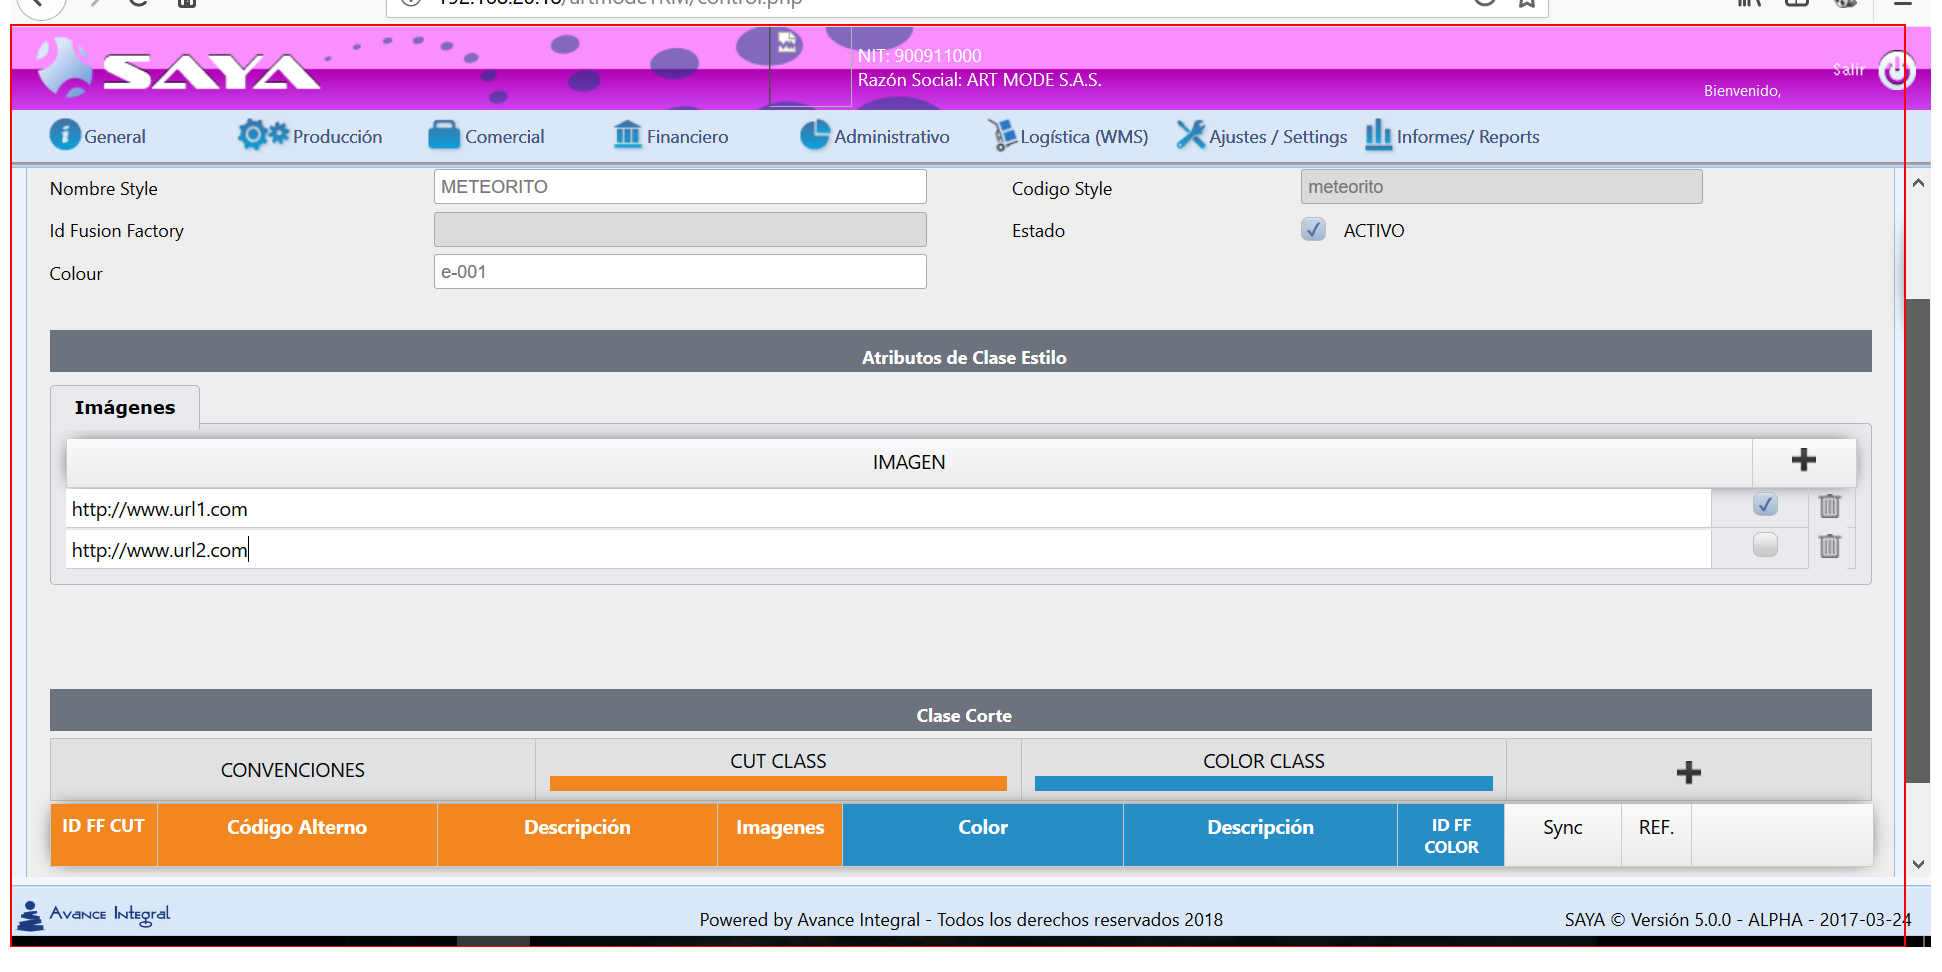 SAYA
NIT: 900911000
Razón Social: ART MODE S.A.S.
Salir
Bienvenido,
General Producción Comercial Financiero Administrativo Logística (WMS) Ajustes / Settings Informes/ Reports
Nombre Style METEORITO Codigo Style meteorito
Id Fusion Factory Estado ACTIVO
Colour e-001
Atributos de Clase Estilo
Imágenes
IMAGEN
http://www.url1.com
http://www.url2.com
Clase Corte
CONVENCIONES CUT CLASS COLOR CLASS
ID FF CUT Código Alterno Descripción Imagenes Color Descripción ID FF COLOR Sync REF.
Avance Integral Powered by Avance Integral - Todos los derechos reservados 2018 SAYA © Versión 5.0.0 - ALPHA - 2017-03-24